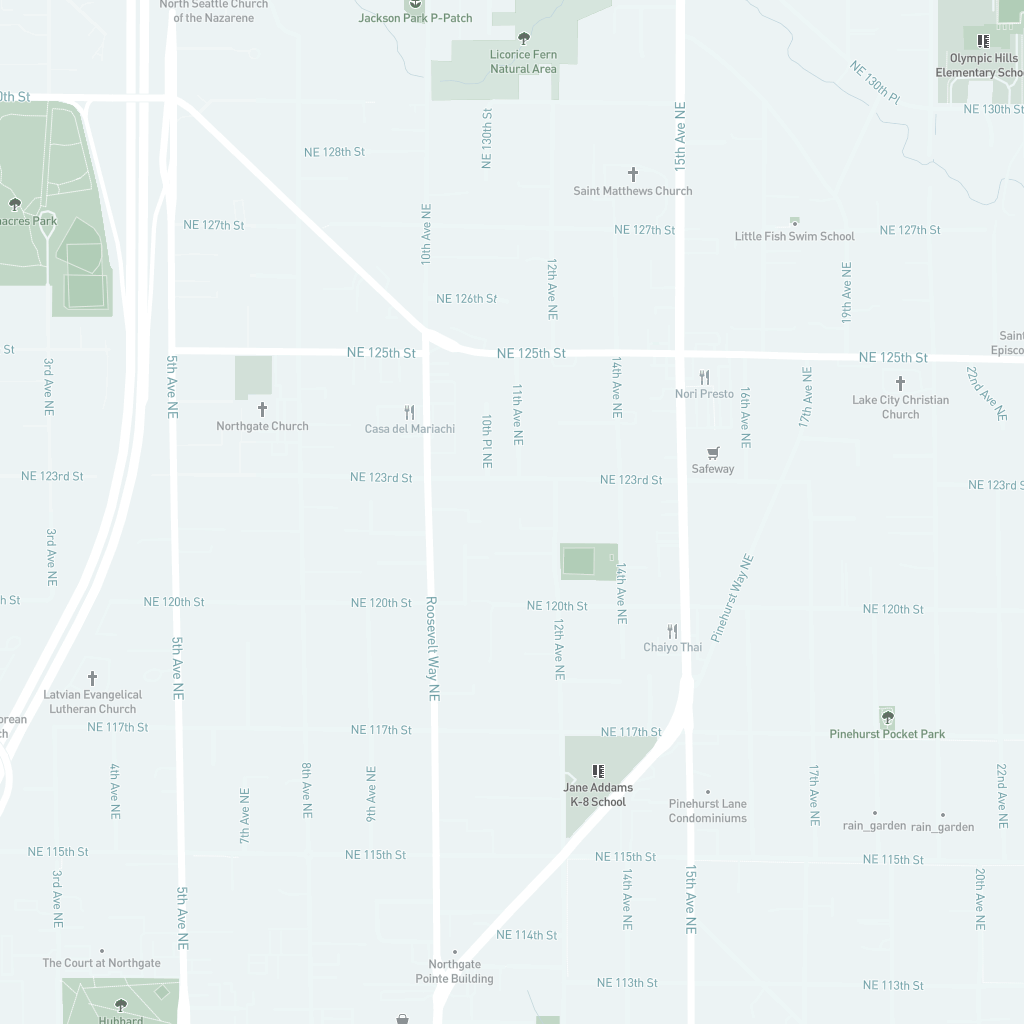 North Seattle Church
of the Nazarene
Jackson Park P-Patch
Licorice Fern
Natural Area
Olympic Hills
Elementary Schoo
0th St
NE 130th St
15th Ave NE
NE 130th Pl
NE 130th St
NE 128th St
Saint Matthews Church
nacres Park
NE 127th St
10th Ave NE
NE 127th St
Little Fish Swim School
NE 127th St
12th Ave NE
19th Ave NE
NE 126th St
St
NE 125th St
NE 125th St
NE 125th St
Saint
Episco
3rd Ave NE
5th Ave NE
14th Ave NE
Nori Presto
17th Ave NE
Lake City Christian
Church
22nd Ave NE
11th Ave NE
16th Ave NE
Northgate Church
Casa del Mariachi
10th Pl NE
Safeway
NE 123rd St
NE 123rd St
NE 123rd St
NE 123rd S
3rd Ave NE
14th Ave NE
Pinehurst Way NE
h St
NE 120th St
NE 120th St
NE 120th St
NE 120th St
Roosevelt Way NE
12th Ave NE
Chaiyo Thai
5th Ave NE
Latvian Evangelical
Lutheran Church
orean
ch
NE 117th St
NE 117th St
NE 117th St
Pinehurst Pocket Park
4th Ave NE
8th Ave NE
9th Ave NE
7th Ave NE
Jane Addams
K-8 School
Pinehurst Lane
Condominiums
17th Ave NE
22nd Ave NE
rain_garden
rain_garden
NE 115th St
NE 115th St
NE 115th St
NE 115th St
3rd Ave NE
5th Ave NE
14th Ave NE
15th Ave NE
20th Ave NE
NE 114th St
The Court at Northgate
Northgate
Pointe Building
NE 113th St
NE 113th St
Hubbard